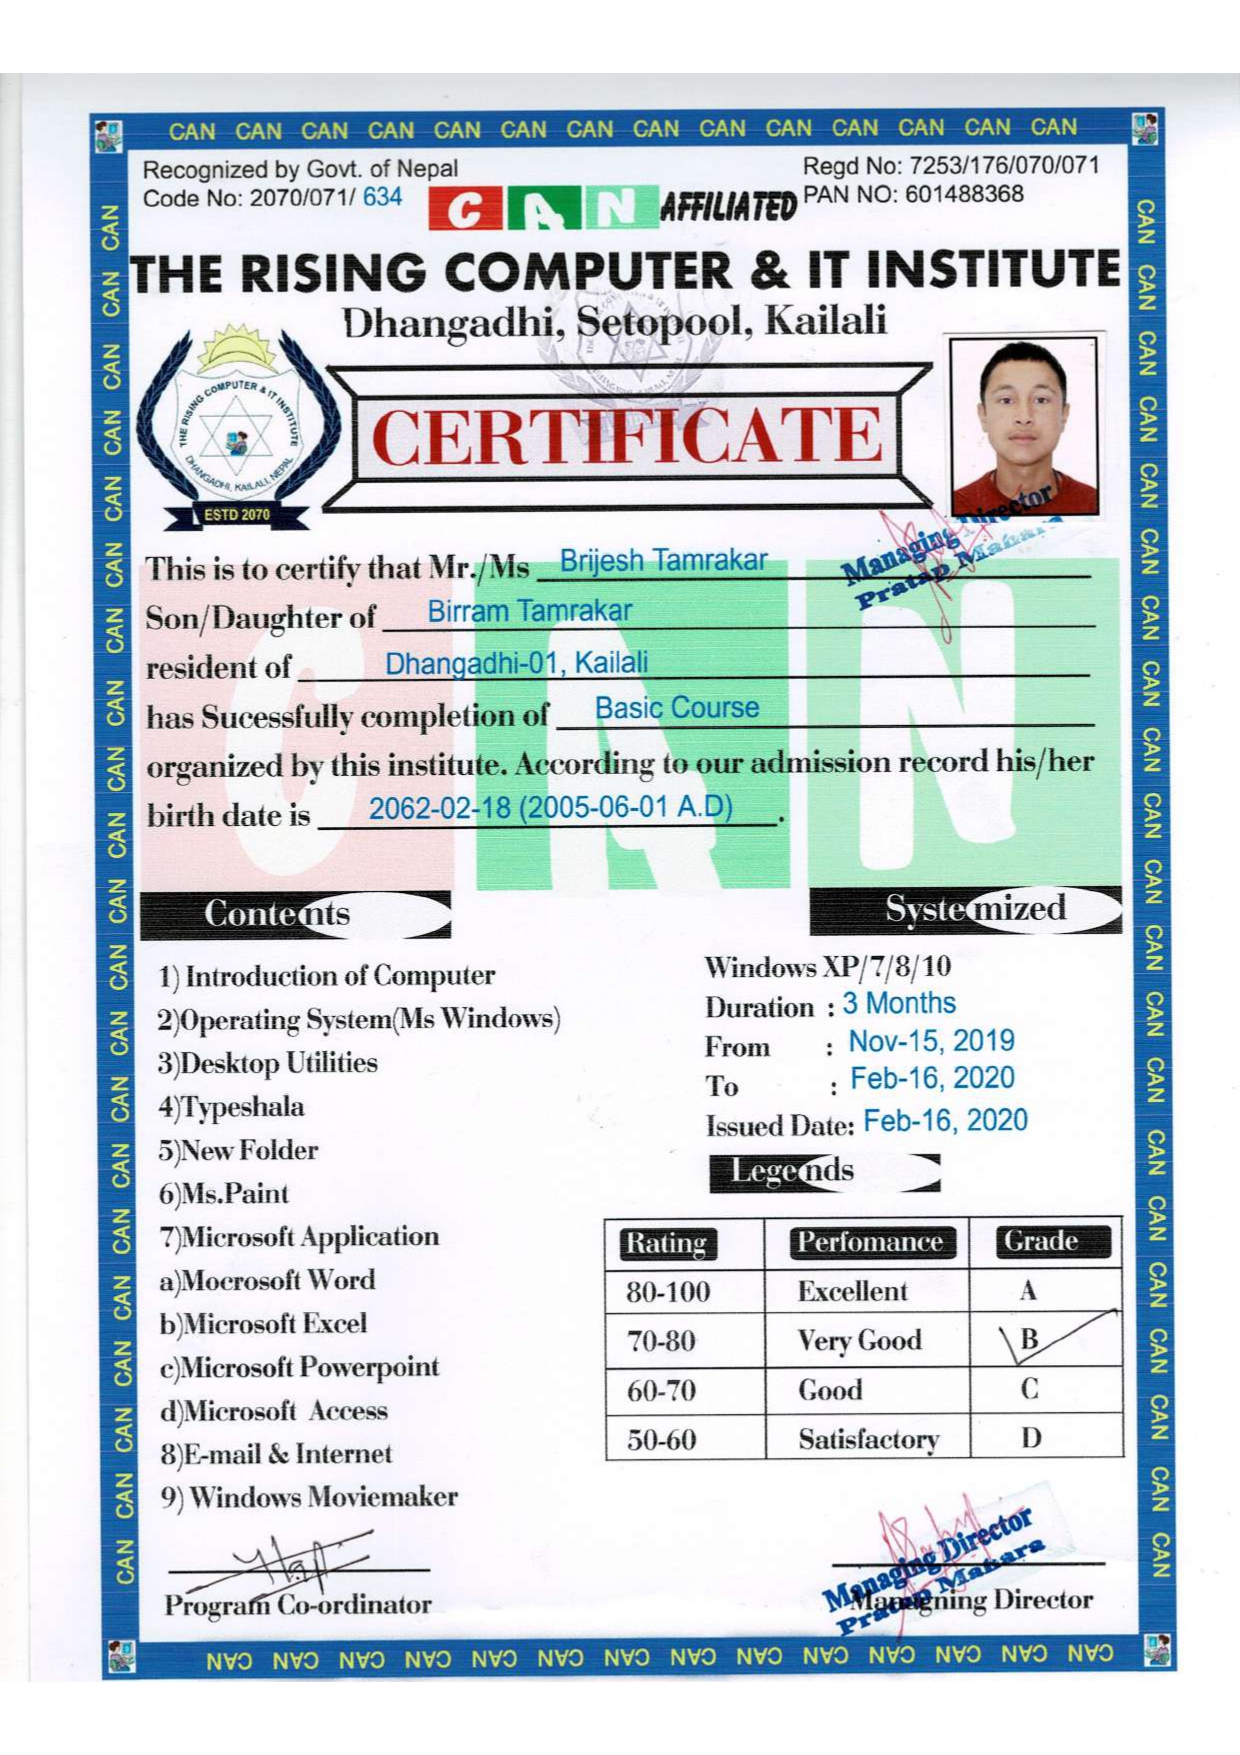 CAN CAN CAN CAN CAN CAN CAN CAN CAN CAN CAN CAN CAN CAN
Recognized by Govt. of Nepal
Regd No: 7253/176/070/071
Code No: 2070/071/ 634
CAN AFFILIATED
PAN NO: 601488368
THE RISING COMPUTER & IT INSTITUTE
Dhangadhi, Setopool, Kailali
THE RISING COMPUTER & IT INSTITUTE
DHANGADHI, KAILALI, NEPAL
ESTD 2070
CERTIFICATE
Managing Director
Pratap Mahara
This is to certify that Mr./Ms Brijesh Tamrakar
Son/Daughter of Birram Tamrakar
resident of Dhangadhi-01, Kailali
has Sucessfully completion of Basic Course
organized by this institute. According to our admission record his/her
birth date is 2062-02-18 (2005-06-01 A.D) .
CAN
Contents
Systemized
1) Introduction of Computer
2)Operating System(Ms Windows)
3)Desktop Utilities
4)Typeshala
5)New Folder
6)Ms.Paint
7)Microsoft Application
a)Mocrosoft Word
b)Microsoft Excel
c)Microsoft Powerpoint
d)Microsoft Access
8)E-mail & Internet
9) Windows Moviemaker
Windows XP/7/8/10
Duration : 3 Months
From : Nov-15, 2019
To : Feb-16, 2020
Issued Date: Feb-16, 2020
Legends
Rating Perfomance Grade
80-100 Excellent A
70-80 Very Good B
60-70 Good C
50-60 Satisfactory D
Managing Director
Pratap Mahara
Program Co-ordinator
Managning Director
CAN CAN CAN CAN CAN CAN CAN CAN CAN CAN CAN CAN CAN CAN